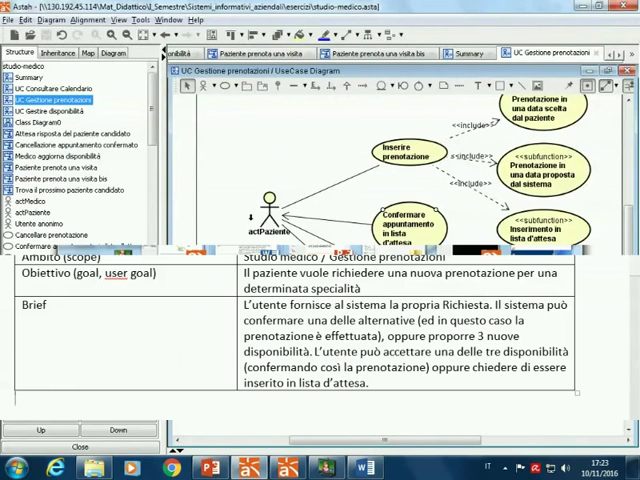 Astah - [\\130.192.45.114\Mat_Didattico\I_Semestre\Sistemi_informativi_aziendali\esercizi\studio-medico.asta]
File Edit Diagram Alignment View Tools Window Help
Structure Inheritance Map Diagram
onibilità Paziente prenota una visita Paziente prenota una visita bis Summary UC Gestione prenotazioni
studio-medico
Summary
UC Consultare Calendario
UC Gestione prenotazioni
UC Gestire disponibilità
Class Diagram0
Attesa risposta del paziente candidato
Cancellazione appuntamento confermato
Medico aggiorna disponibilità
Paziente prenota una visita
Paziente prenota una visita bis
Trova il prossimo paziente candidato
actMedico
actPaziente
Utente anonimo
Cancellare prenotazione
Confermare appuntamento in lista d'attesa
UC Gestione prenotazioni / UseCase Diagram
Prenotazione in
una data scelta
dal paziente
<<include>>
Inserire
prenotazione
<<include>>
<<subfunction>>
Prenotazione in
una data proposta
dal sistema
<<include>>
actPaziente
Confermare
appuntamento
in lista
d'attesa
<<subfunction>>
Inserimento in
lista d'attesa
Ambito (scope) Studio medico / Gestione prenotazioni
Obiettivo (goal, user goal) Il paziente vuole richiedere una nuova prenotazione per una
determinata specialità
Brief L'utente fornisce al sistema la propria Richiesta. Il sistema può
confermare una delle alternative (ed in questo caso la
prenotazione è effettuata), oppure proporre 3 nuove
disponibilità. L'utente può accettare una delle tre disponibilità
(confermando così la prenotazione) oppure chiedere di essere
inserito in lista d'attesa.
Up Down
Close
IT 17:23
10/11/2016